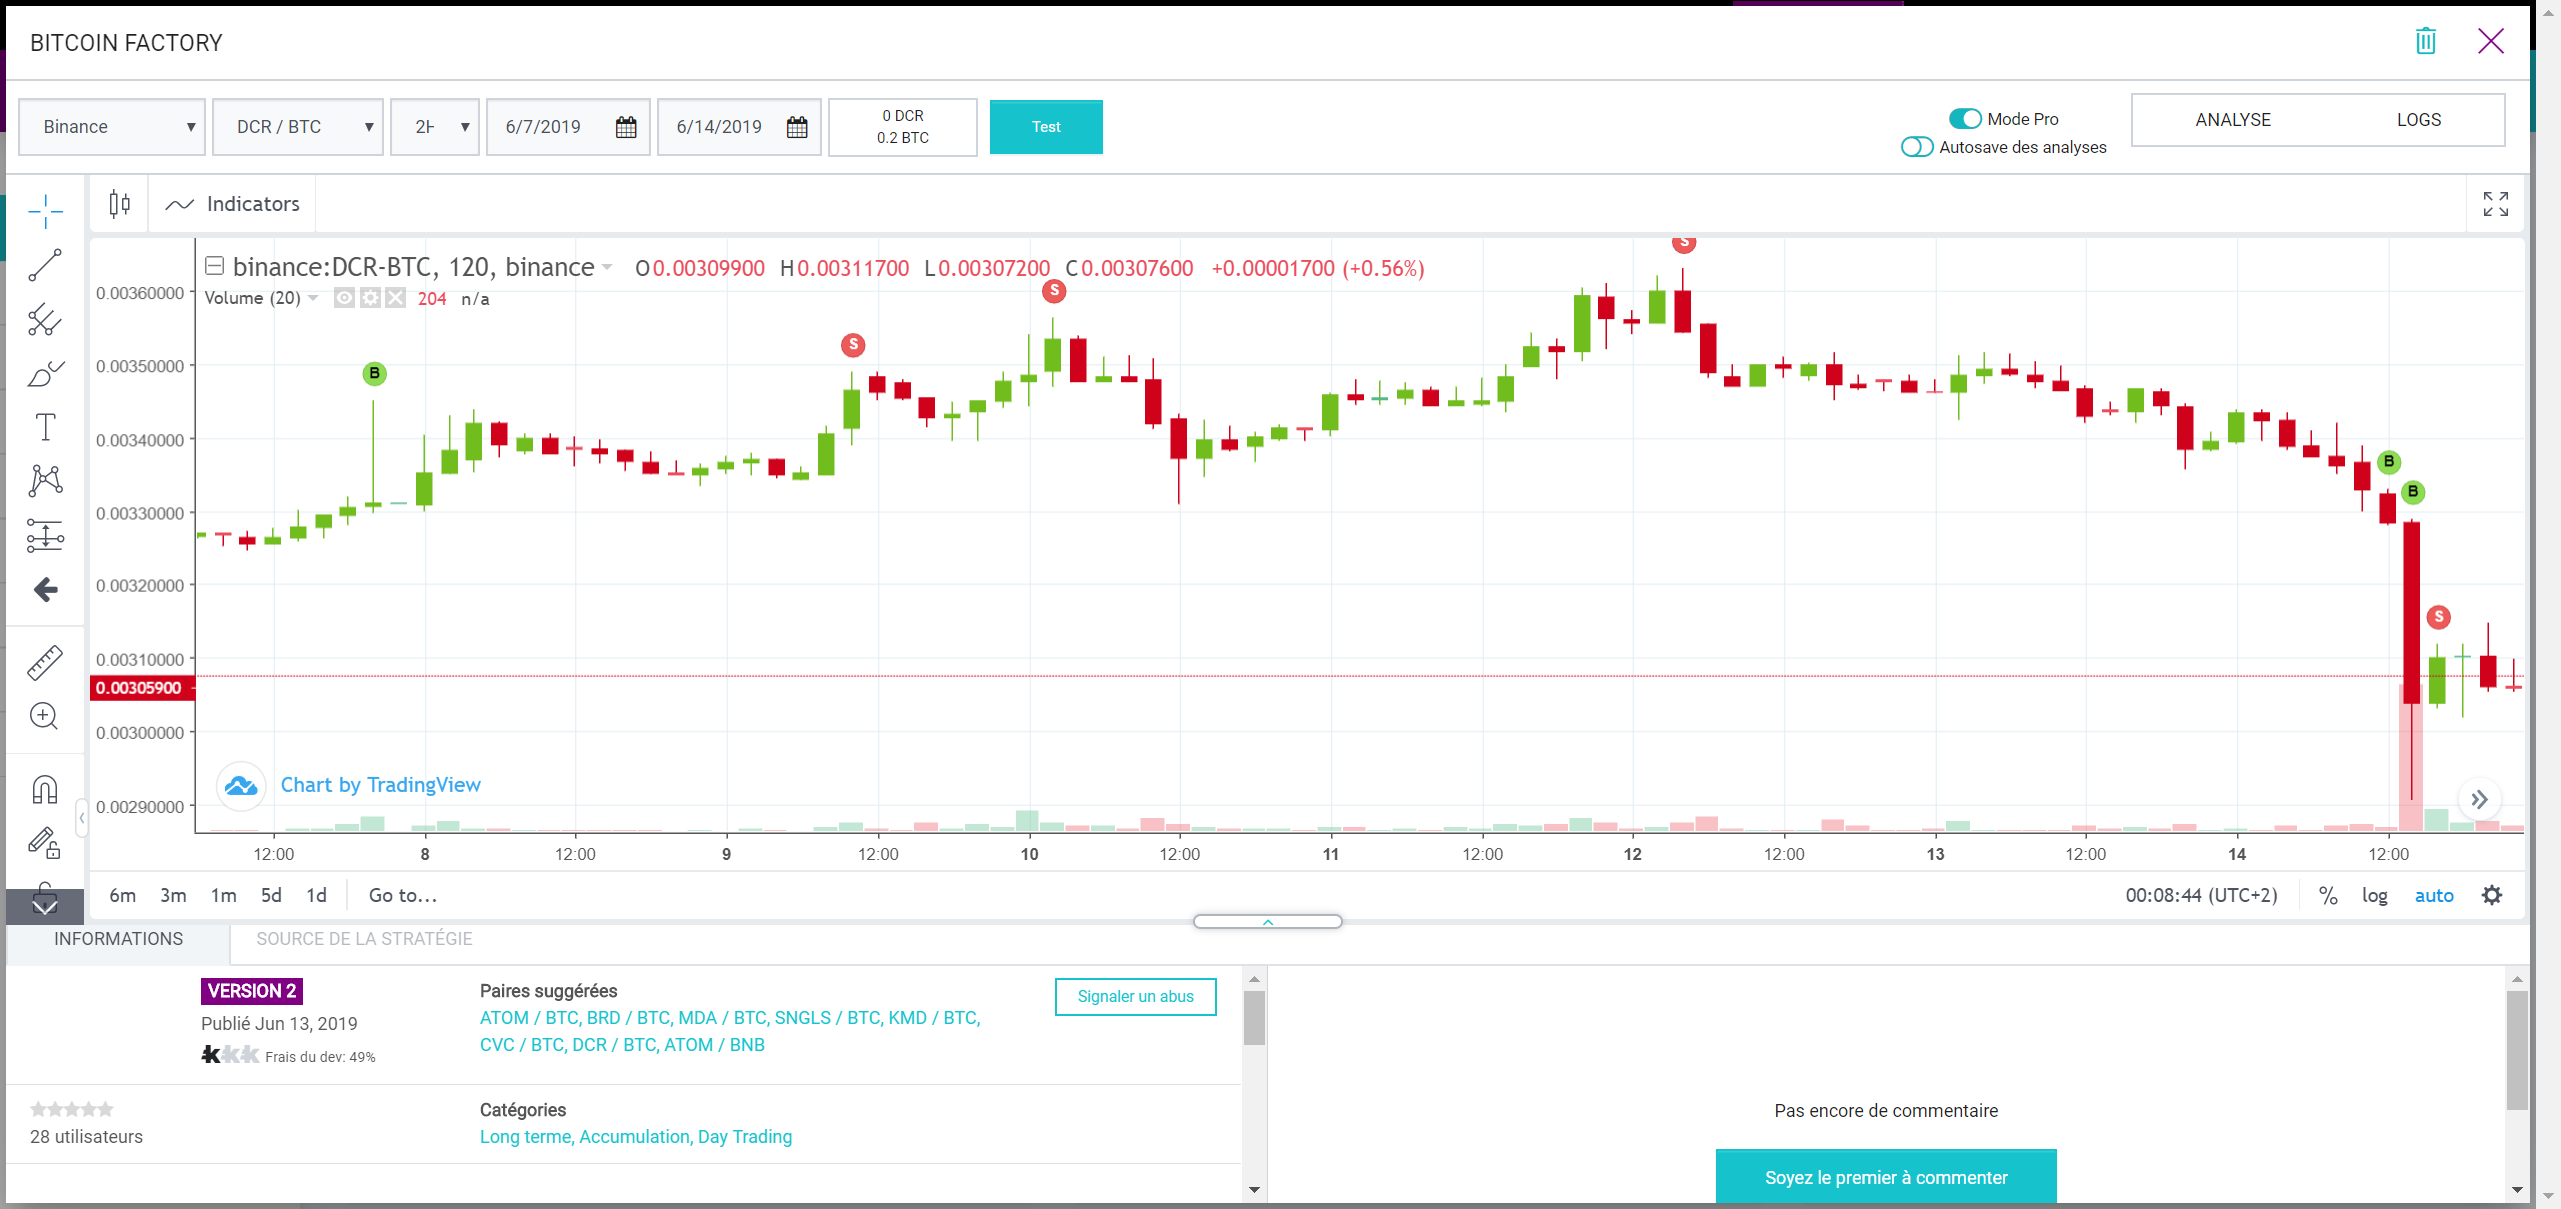 BITCOIN FACTORY
Binance
DCR / BTC
6/7/2019
6/14/2019
0 DCR
0.2 BTC
Test
Mode Pro
Autosave des analyses
ANALYSE
LOGS
Indicators
binance:DCR-BTC, 120, binance O0.00309900 H0.00311700 L0.00307200 C0.00307600 +0.00001700 (+0.56%)
Volume (20) 204 n/a
S
S
S
B
B
B
S
0.00360000
0.00350000
0.00340000
0.00330000
0.00320000
0.00310000
0.00305900
0.00300000
0.00290000
Chart by TradingView
12:00 8 12:00 9 12:00 10 12:00 11 12:00 12 12:00 13 12:00 14 12:00
6m 3m 1m 5d 1d Go to...
00:08:44 (UTC+2) % log auto
INFORMATIONS
SOURCE DE LA STRATÉGIE
VERSION 2
Publié Jun 13, 2019
Frais du dev: 49%
Paires suggérées
ATOM / BTC, BRD / BTC, MDA / BTC, SNGLS / BTC, KMD / BTC,
CVC / BTC, DCR / BTC, ATOM / BNB
Signaler un abus
28 utilisateurs
Catégories
Long terme, Accumulation, Day Trading
Pas encore de commentaire
Soyez le premier à commenter